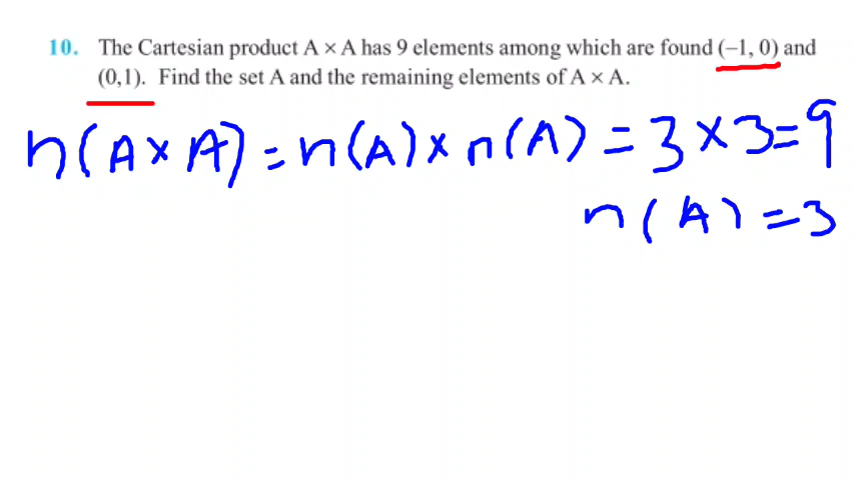 10. The Cartesian product A × A has 9 elements among which are found (–1, 0) and
(0,1). Find the set A and the remaining elements of A × A.
n(A×A)=n(A)×n(A)=3×3=9
n(A)=3